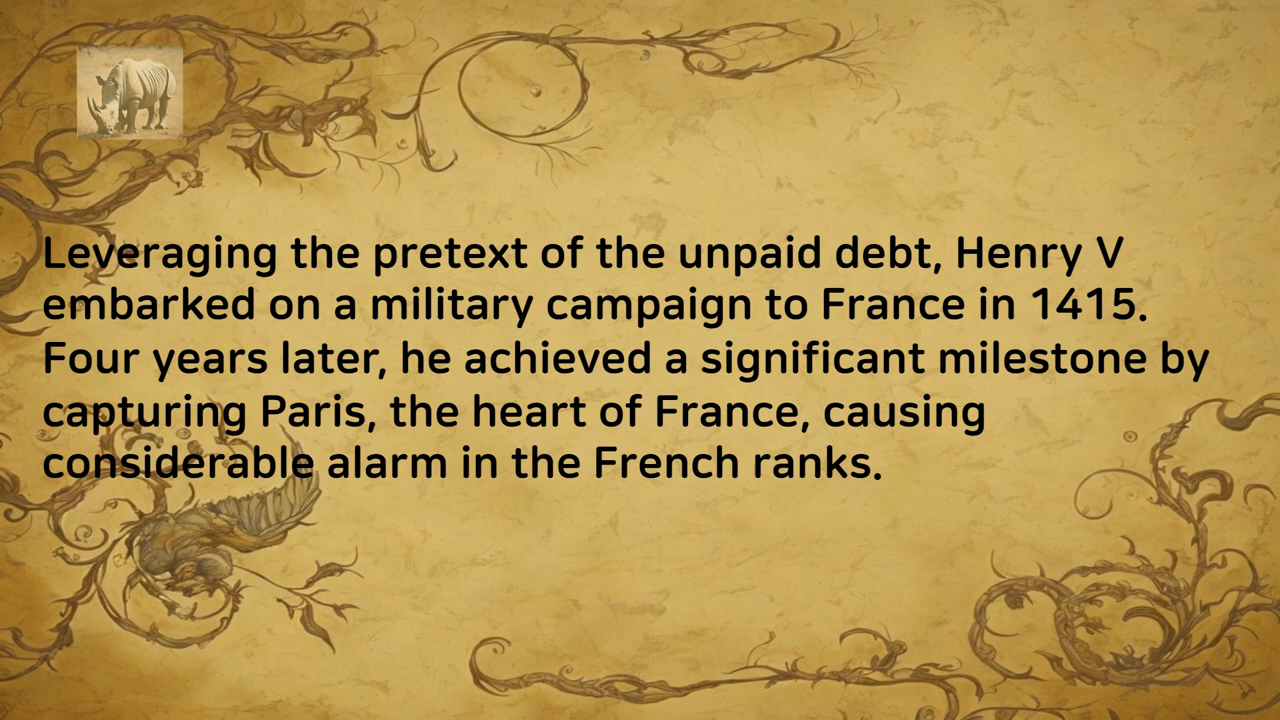 Leveraging the pretext of the unpaid debt, Henry V
embarked on a military campaign to France in 1415.
Four years later, he achieved a significant milestone by
capturing Paris, the heart of France, causing
considerable alarm in the French ranks.